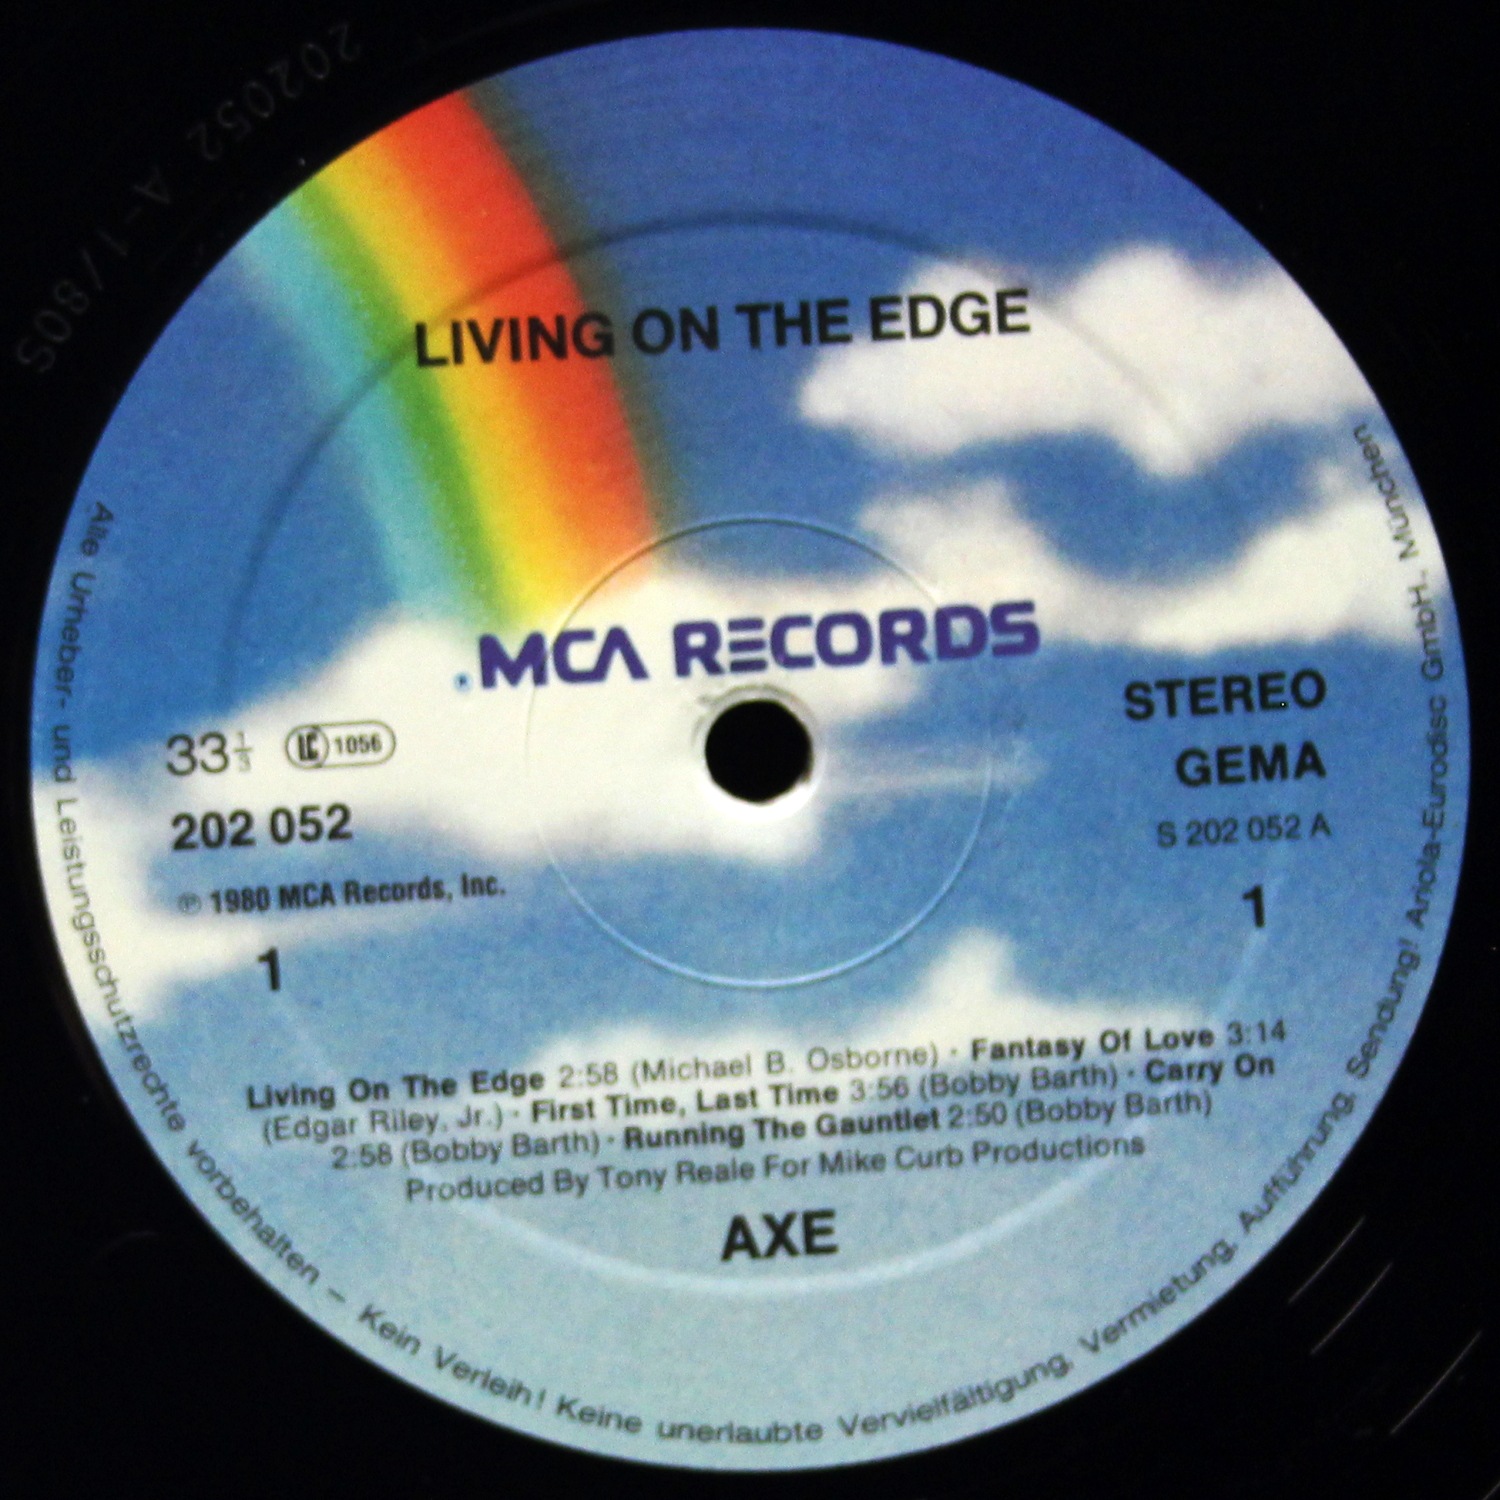 202052 A-1/80S
LIVING ON THE EDGE
MCA RECORDS
33⅓ LC 1056
202 052
℗ 1980 MCA Records, Inc.
1
STEREO
GEMA
S 202 052 A
1
Living On The Edge 2:58 (Michael B. Osborne) · Fantasy Of Love 3:14
(Edgar Riley, Jr.) · First Time, Last Time 3:56 (Bobby Barth) · Carry On
2:58 (Bobby Barth) · Running The Gauntlet 2:50 (Bobby Barth)
Produced By Tony Reale For Mike Curb Productions
AXE
Alle Urheber- und Leistungsschutzrechte vorbehalten – Kein Verleih! Keine unerlaubte Vervielfältigung, Vermietung, Aufführung, Sendung! Ariola-Eurodisc GmbH. München